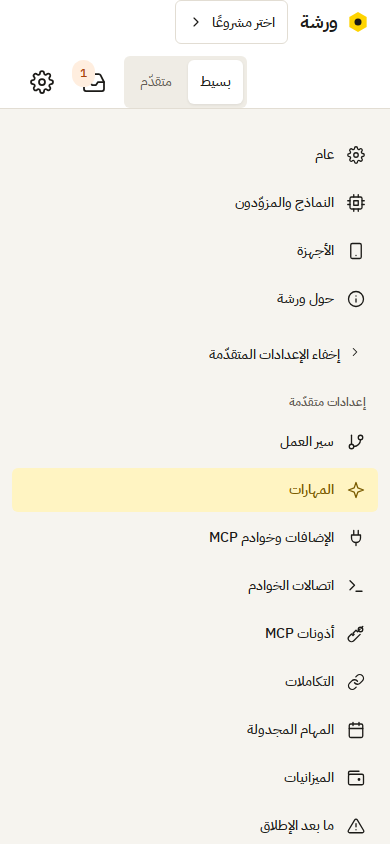 ورشة
اختر مشروعًا
بسيط
متقدّم
1
عام
النماذج والمزوّدون
الأجهزة
حول ورشة
إخفاء الإعدادات المتقدّمة
إعدادات متقدّمة
سير العمل
المهارات
الإضافات وخوادم MCP
اتصالات الخوادم
أذونات MCP
التكاملات
المهام المجدولة
الميزانيات
ما بعد الإطلاق